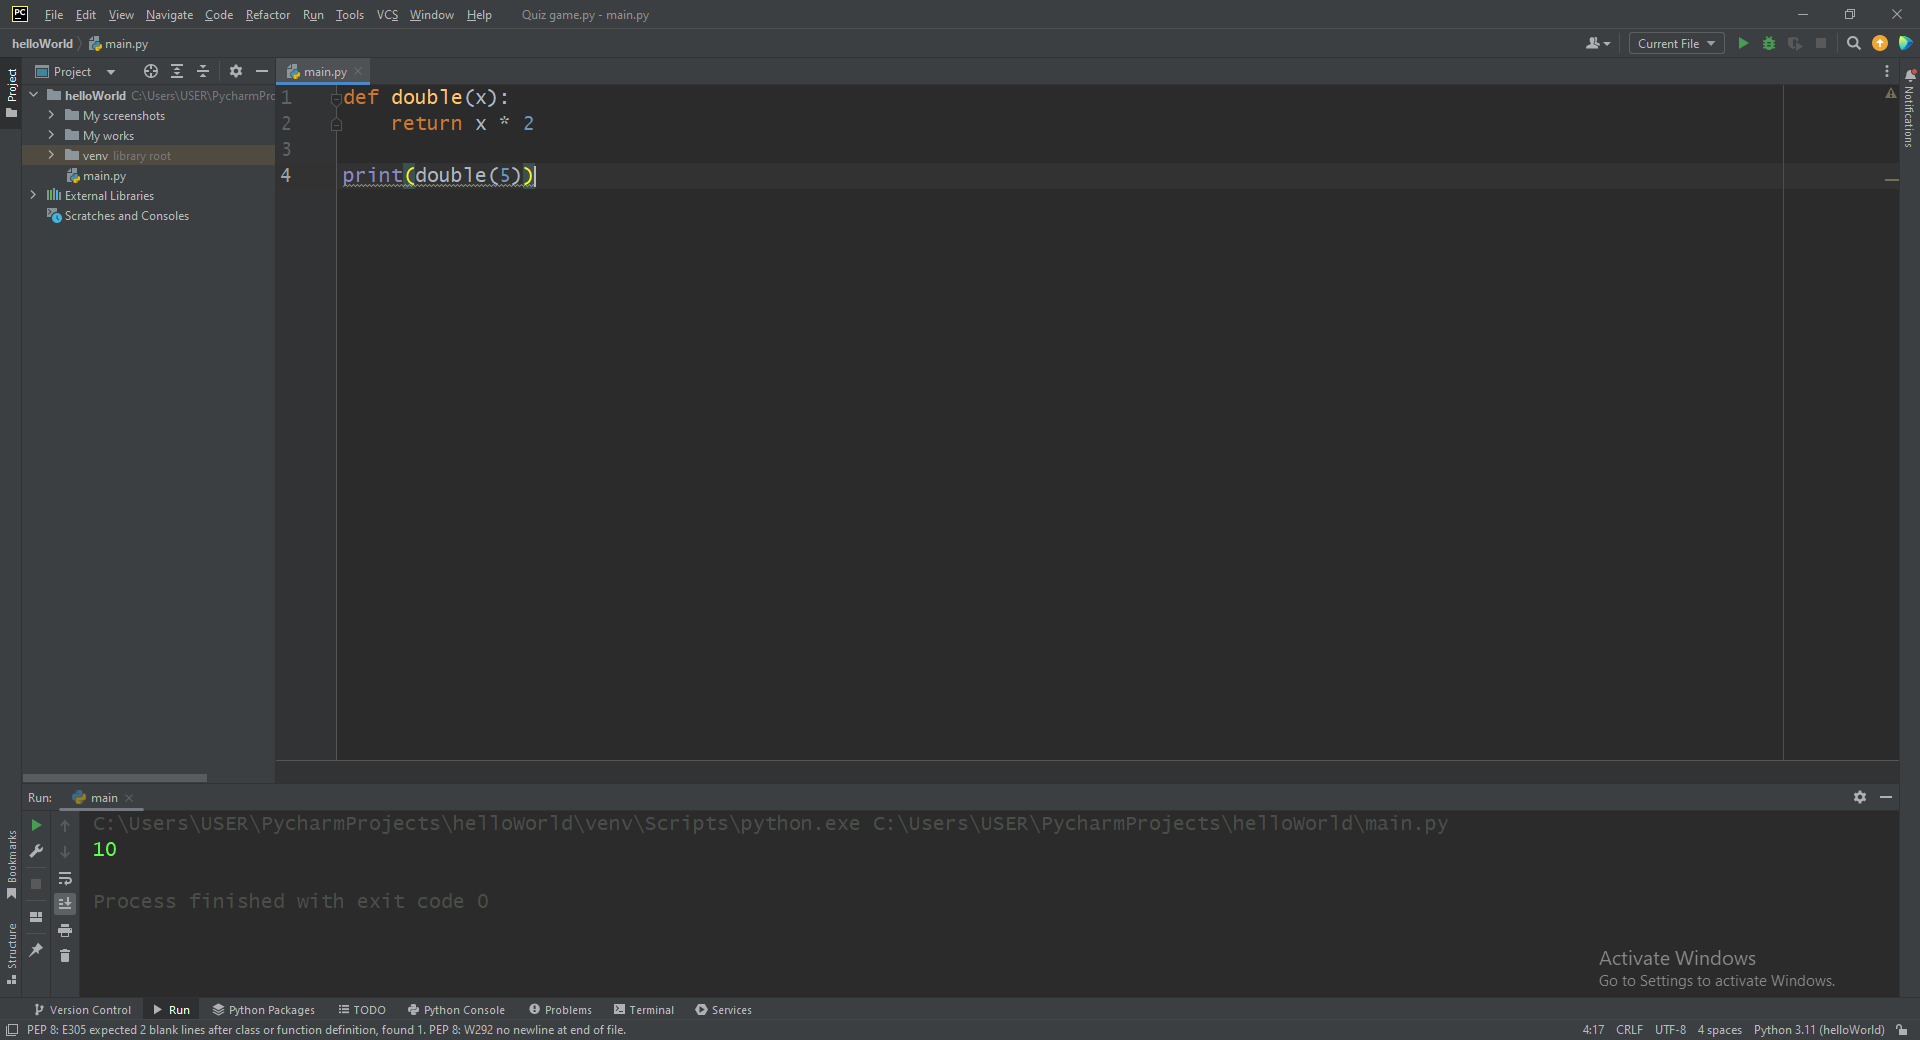 PC File Edit View Navigate Code Refactor Run Tools VCS Window Help Quiz game.py - main.py
helloWorld main.py Current File
Project main.py
Project
Notifications
helloWorld C:\Users\USER\PycharmPro
My screenshots
My works
venv library root
main.py
External Libraries
Scratches and Consoles
1 def double(x):
2 return x * 2
3
4 print(double(5))
Run: main
C:\Users\USER\PycharmProjects\helloWorld\venv\Scripts\python.exe C:\Users\USER\PycharmProjects\helloWorld\main.py
10
Process finished with exit code 0
Bookmarks
Structure
Activate Windows
Go to Settings to activate Windows.
Version Control Run Python Packages TODO Python Console Problems Terminal Services
PEP 8: E305 expected 2 blank lines after class or function definition, found 1. PEP 8: W292 no newline at end of file. 4:17 CRLF UTF-8 4 spaces Python 3.11 (helloWorld)